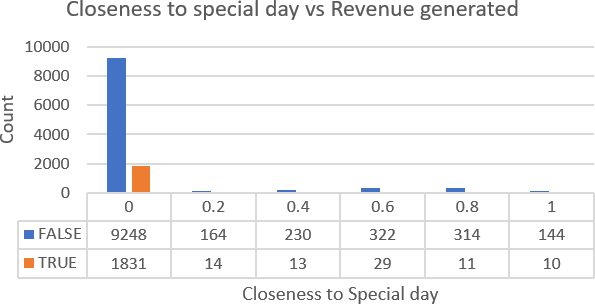 Closeness to special day vs Revenue generated
10000
8000
6000
4000
2000
0
Count
0 0.2 0.4 0.6 0.8 1
FALSE 9248 164 230 322 314 144
TRUE 1831 14 13 29 11 10
Closeness to Special day